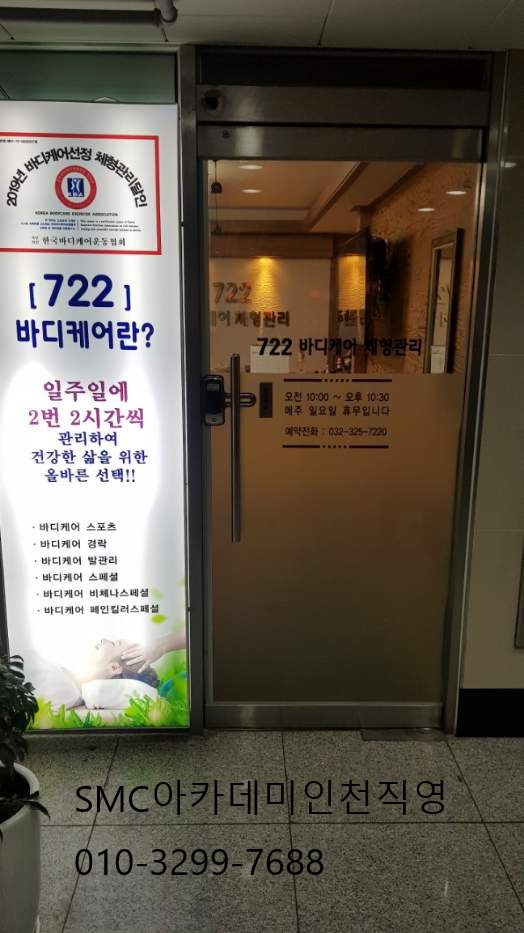 2019년 바디케어선정 체형관리달인
KBEA
KOREA BODYCARE EXERCISE ASSOCIATION
한국바디케어운동협회
[ 722 ]
바디케어란?
일주일에
2번 2시간씩
관리하여
건강한 삶을 위한
올바른 선택!!
· 바디케어 스포츠
· 바디케어 경락
· 바디케어 발관리
· 바디케어 스페셜
· 바디케어 비체나스페셜
· 바디케어 페인킬러스페셜
722
체형관리
722 바디케어 체형관리
오전 10:00 ~ 오후 10:30
매주 일요일 휴무입니다
예약전화 : 032-325-7220
SMC아카데미인천직영
010-3299-7688